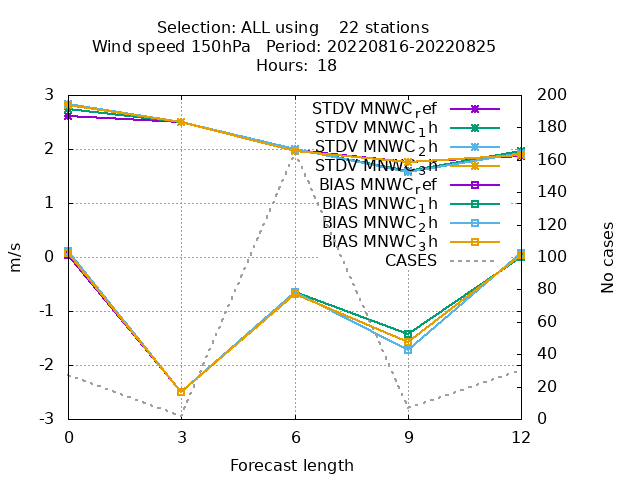 Selection: ALL using    22 stations
Wind speed 150hPa   Period: 20220816-20220825
Hours: 18
3
2
1
0
-1
-2
-3
m/s
200
180
160
140
120
100
80
60
40
20
0
No cases
STDV MNWC_ref
STDV MNWC_1h
STDV MNWC_2h
STDV MNWC_3h
BIAS MNWC_ref
BIAS MNWC_1h
BIAS MNWC_2h
BIAS MNWC_3h
CASES
0 3 6 9 12
Forecast length